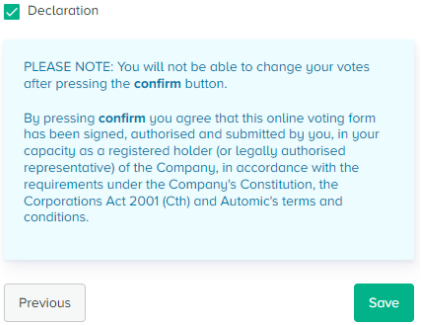 Declaration
PLEASE NOTE: You will not be able to change your votes
after pressing the confirm button.
By pressing confirm you agree that this online voting form
has been signed, authorised and submitted by you, in your
capacity as a registered holder (or legally authorised
representative) of the Company, in accordance with the
requirements under the Company's Constitution, the
Corporations Act 2001 (Cth) and Automic's terms and
conditions.
Previous
Save